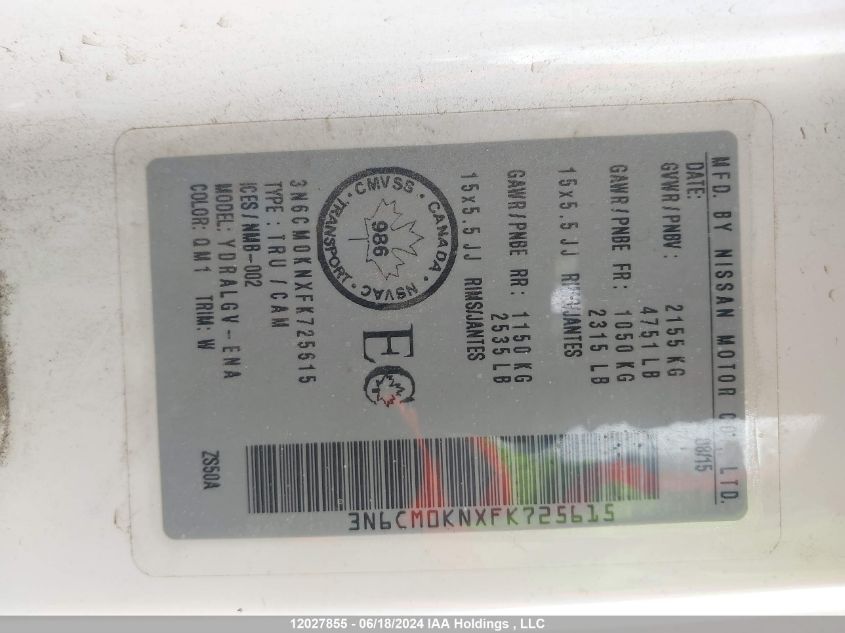 MFD. BY NISSAN MOTOR CO., LTD.
DATE: 08/15
GVWR/PNBV: 2155 KG
4751 LB
GAWR/PNBE FR: 1050 KG
2315 LB
15x5.5JJ RIMS/JANTES
GAWR/PNBE RR: 1150 KG
2535 LB
15x5.5JJ RIMS/JANTES
CMVSS · CANADA · NSVAC · TRANSPORT ·
986
EC
3N6CM0KNXFK725615
TYPE: TRU/CAM
ICES/NMB-002
MODEL: YDRALGV-ENA
COLOR: QM1 TRIM: W
ZS50A
3N6CM0KNXFK725615
12027855 - 06/18/2024 IAA Holdings , LLC